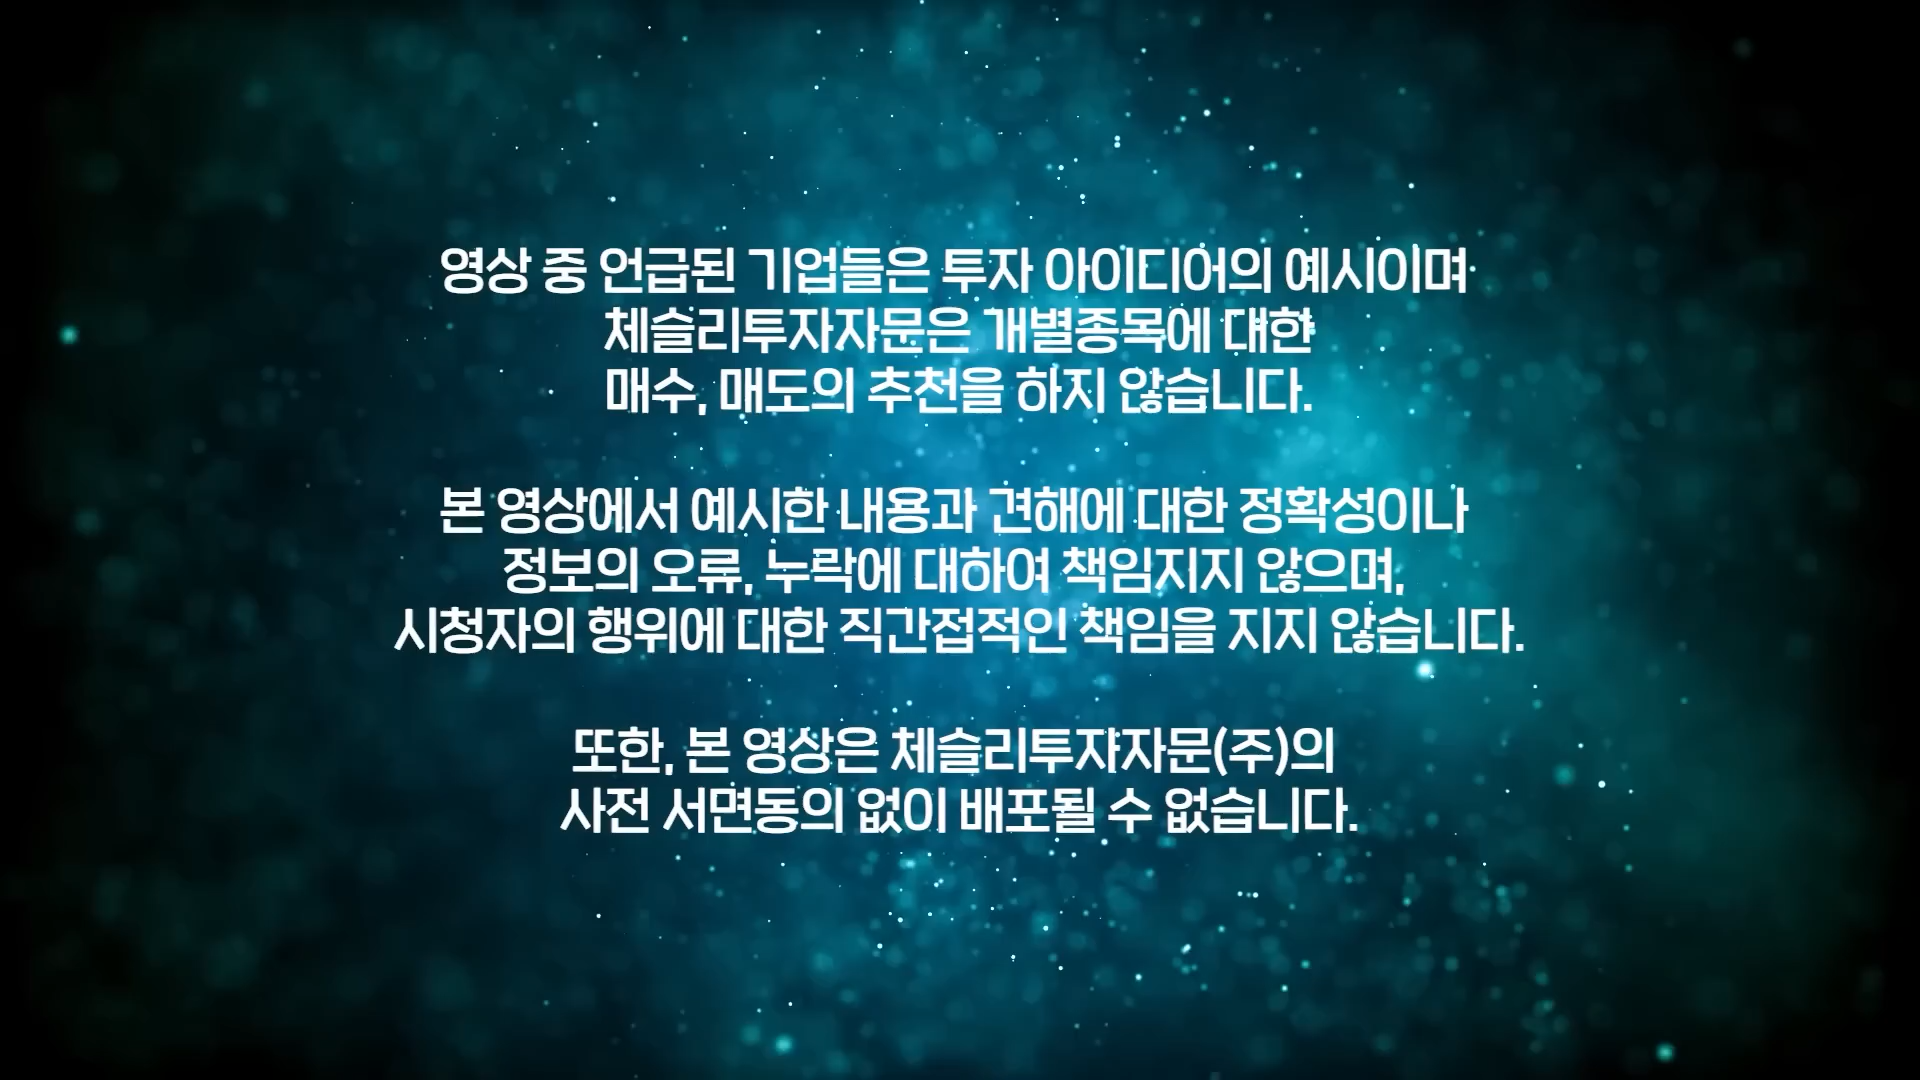 영상 중 언급된 기업들은 투자 아이디어의 예시이며
체슬리투자자문은 개별종목에 대한
매수, 매도의 추천을 하지 않습니다.
본 영상에서 예시한 내용과 견해에 대한 정확성이나
정보의 오류, 누락에 대하여 책임지지 않으며,
시청자의 행위에 대한 직간접적인 책임을 지지 않습니다.
또한, 본 영상은 체슬리투자자문(주)의
사전 서면동의 없이 배포될 수 없습니다.